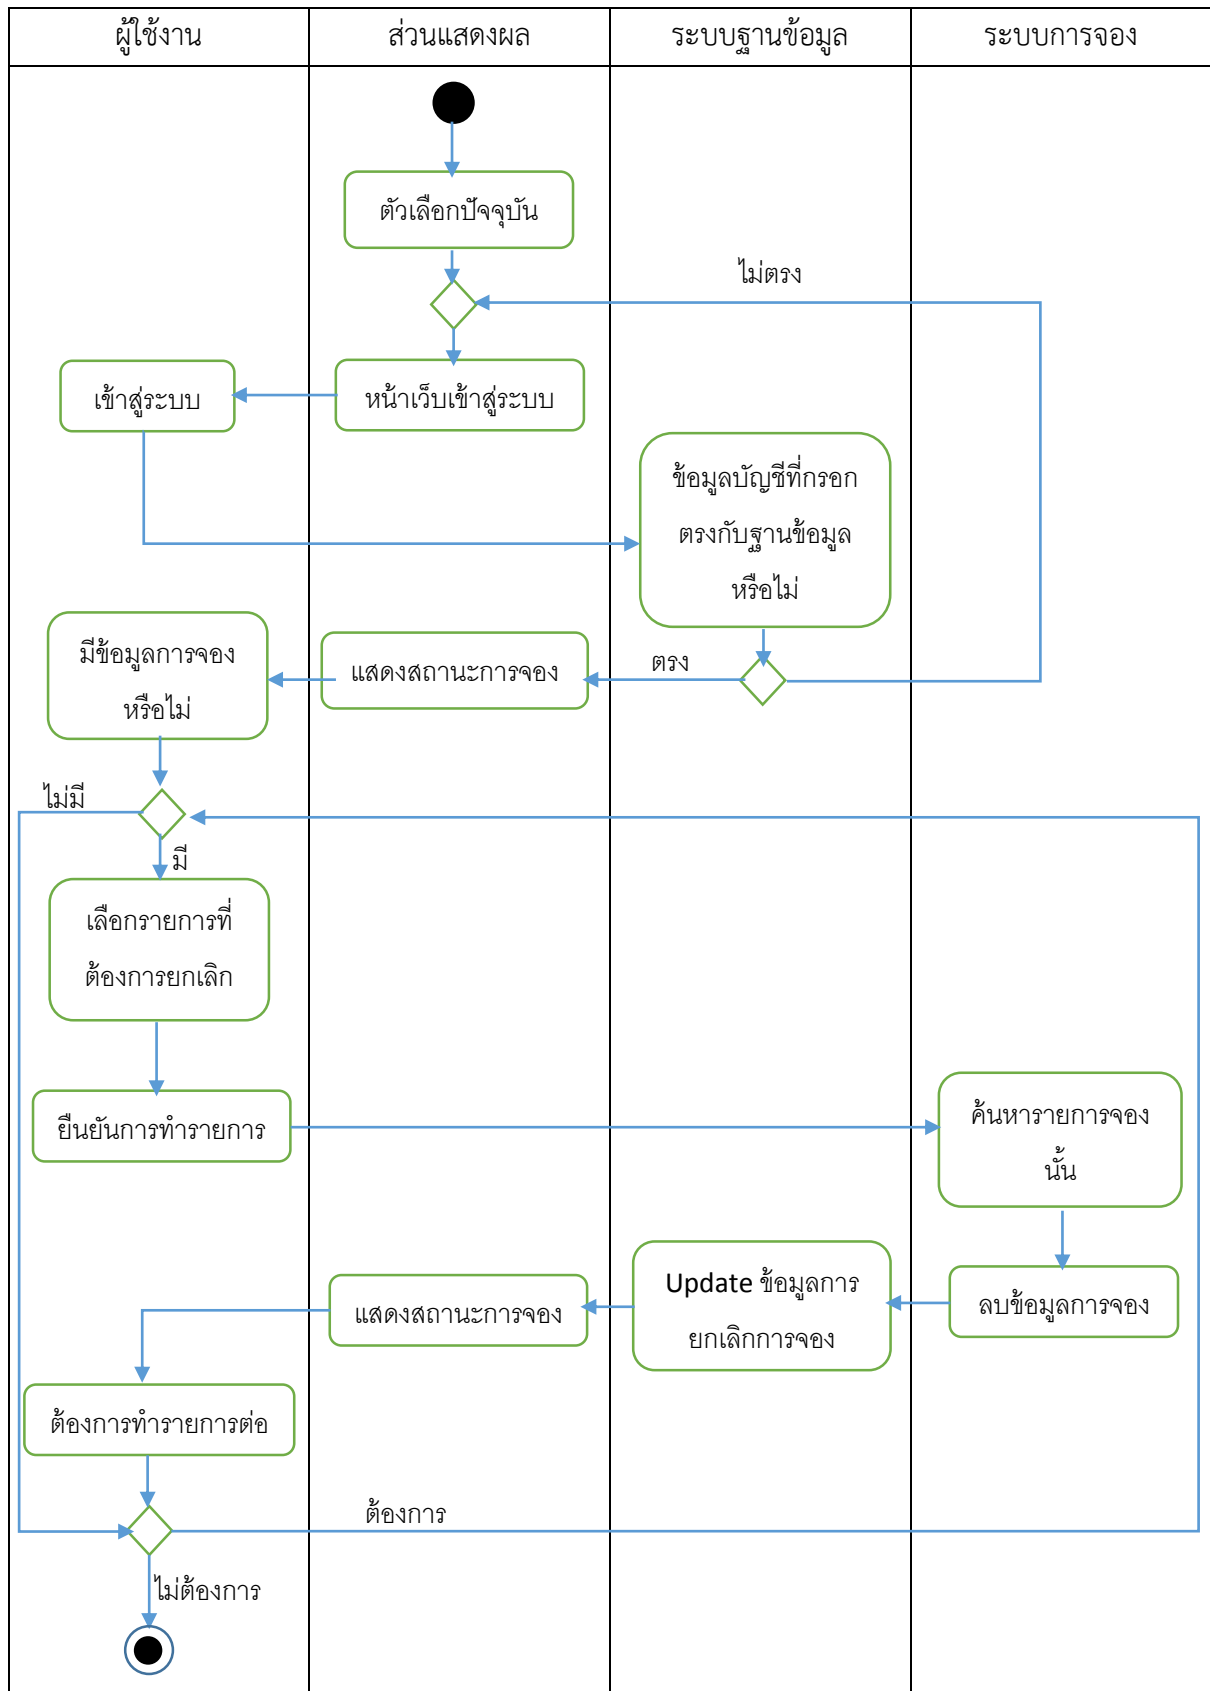 ผู้ใช้งาน
ส่วนแสดงผล
ระบบฐานข้อมูล
ระบบการจอง
ตัวเลือกปัจจุบัน
ไม่ตรง
เข้าสู่ระบบ
หน้าเว็บเข้าสู่ระบบ
ข้อมูลบัญชีที่กรอก
ตรงกับฐานข้อมูล
หรือไม่
มีข้อมูลการจอง
หรือไม่
แสดงสถานะการจอง
ตรง
ไม่มี
มี
เลือกรายการที่
ต้องการยกเลิก
ยืนยันการทำรายการ
ค้นหารายการจอง
นั้น
Update ข้อมูลการ
ยกเลิกการจอง
แสดงสถานะการจอง
ลบข้อมูลการจอง
ต้องการทำรายการต่อ
ต้องการ
ไม่ต้องการ